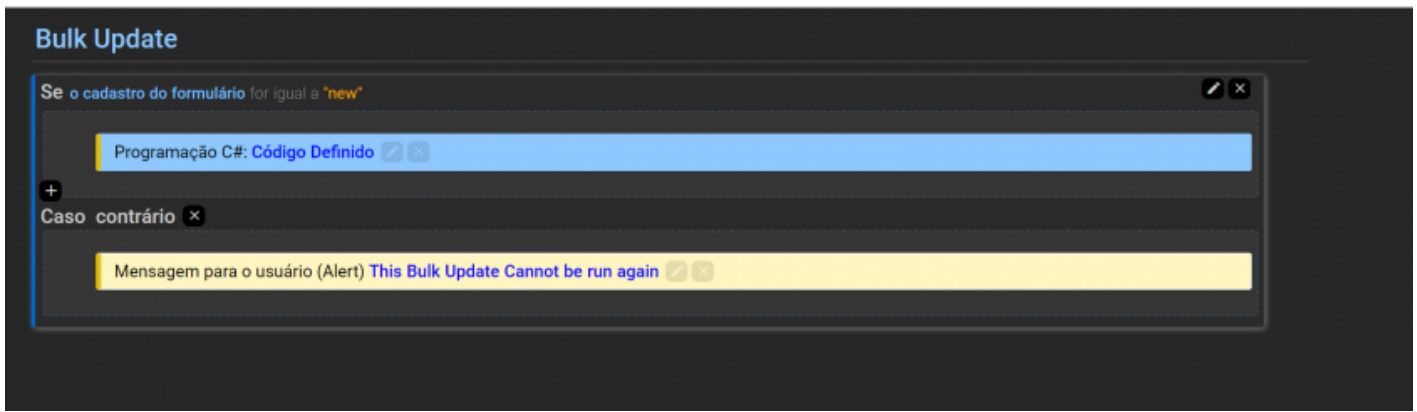 Bulk Update
Se o cadastro do formulário for igual a "new"
Programação C#: Código Definido
Caso contrário
Mensagem para o usuário (Alert) This Bulk Update Cannot be run again